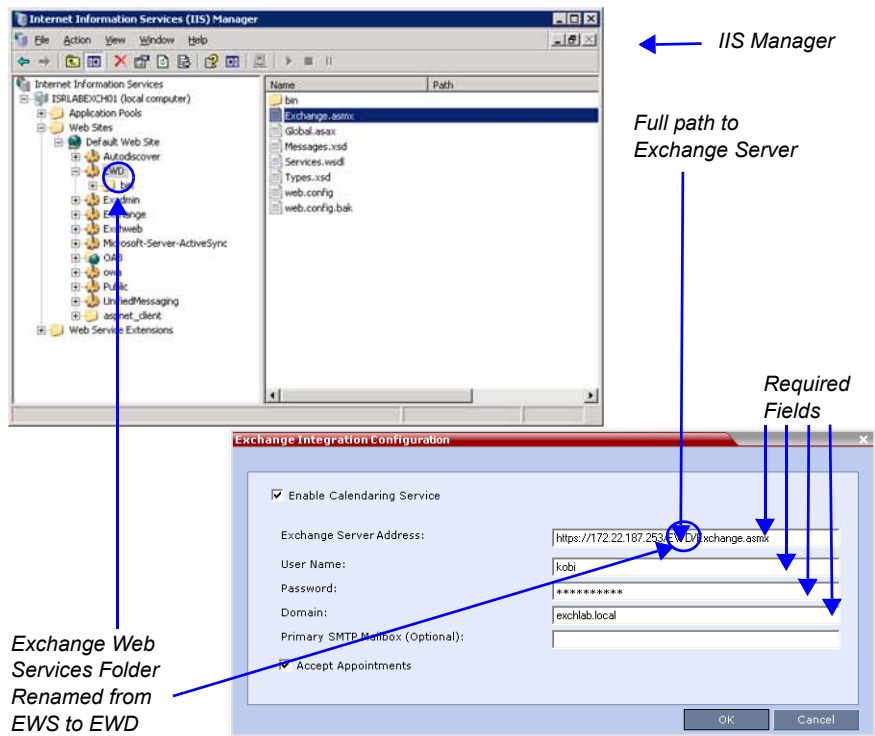 Internet Information Services (IIS) Manager
File Action View Window Help
IIS Manager
Internet Information Services
ISRLABEXCH01 (local computer)
Application Pools
Web Sites
Default Web Site
Autodiscover
EWD
bin
Exadmin
Exchange
Exchweb
Microsoft-Server-ActiveSync
OAB
owa
Public
UnifiedMessaging
aspnet_client
Web Service Extensions
Name Path
bin
Exchange.asmx
Global.asax
Messages.xsd
Services.wsdl
Types.xsd
web.config
web.config.bak
Full path to
Exchange Server
Required
Fields
Exchange Integration Configuration
Enable Calendaring Service
Exchange Server Address: https://172.22.187.253/EWD/Exchange.asmx
User Name: kobi
Password: **********
Domain: exchlab.local
Primary SMTP Mailbox (Optional):
Accept Appointments
OK Cancel
Exchange Web
Services Folder
Renamed from
EWS to EWD